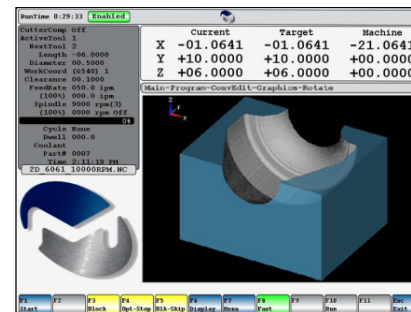 RunTime 0:29:33 Enabled
CutterComp Off
ActiveTool 1
NextTool 2
Length -06.0000
Diameter 00.5000
WorkCoord (G540) 1
Clearance 00.1000
FeedRate 050.0 ipm
(100%) 000.0 ipm
Spindle 9000 rpm(3)
(100%) 0000 rpm Off
0%
Cycle None
Dwell 000.0
Coolant
Part# 0007
Time 2:11:19 PM
2D_6061_10000RPM.NC
Current Target Machine
X -01.0641 -01.0641 -21.0641
Y +10.0000 +10.0000 +00.0000
Z +06.0000 +06.0000 +00.0000
Main-Program-ConvEdit-Graphics-Rotate
F1 Start
F2
F3 Block
F4 Opt-Stop
F5 Blk-Skip
F6 Display
F7 Menu
F8 Fast
F9
F10 Run
F11
Esc Exit